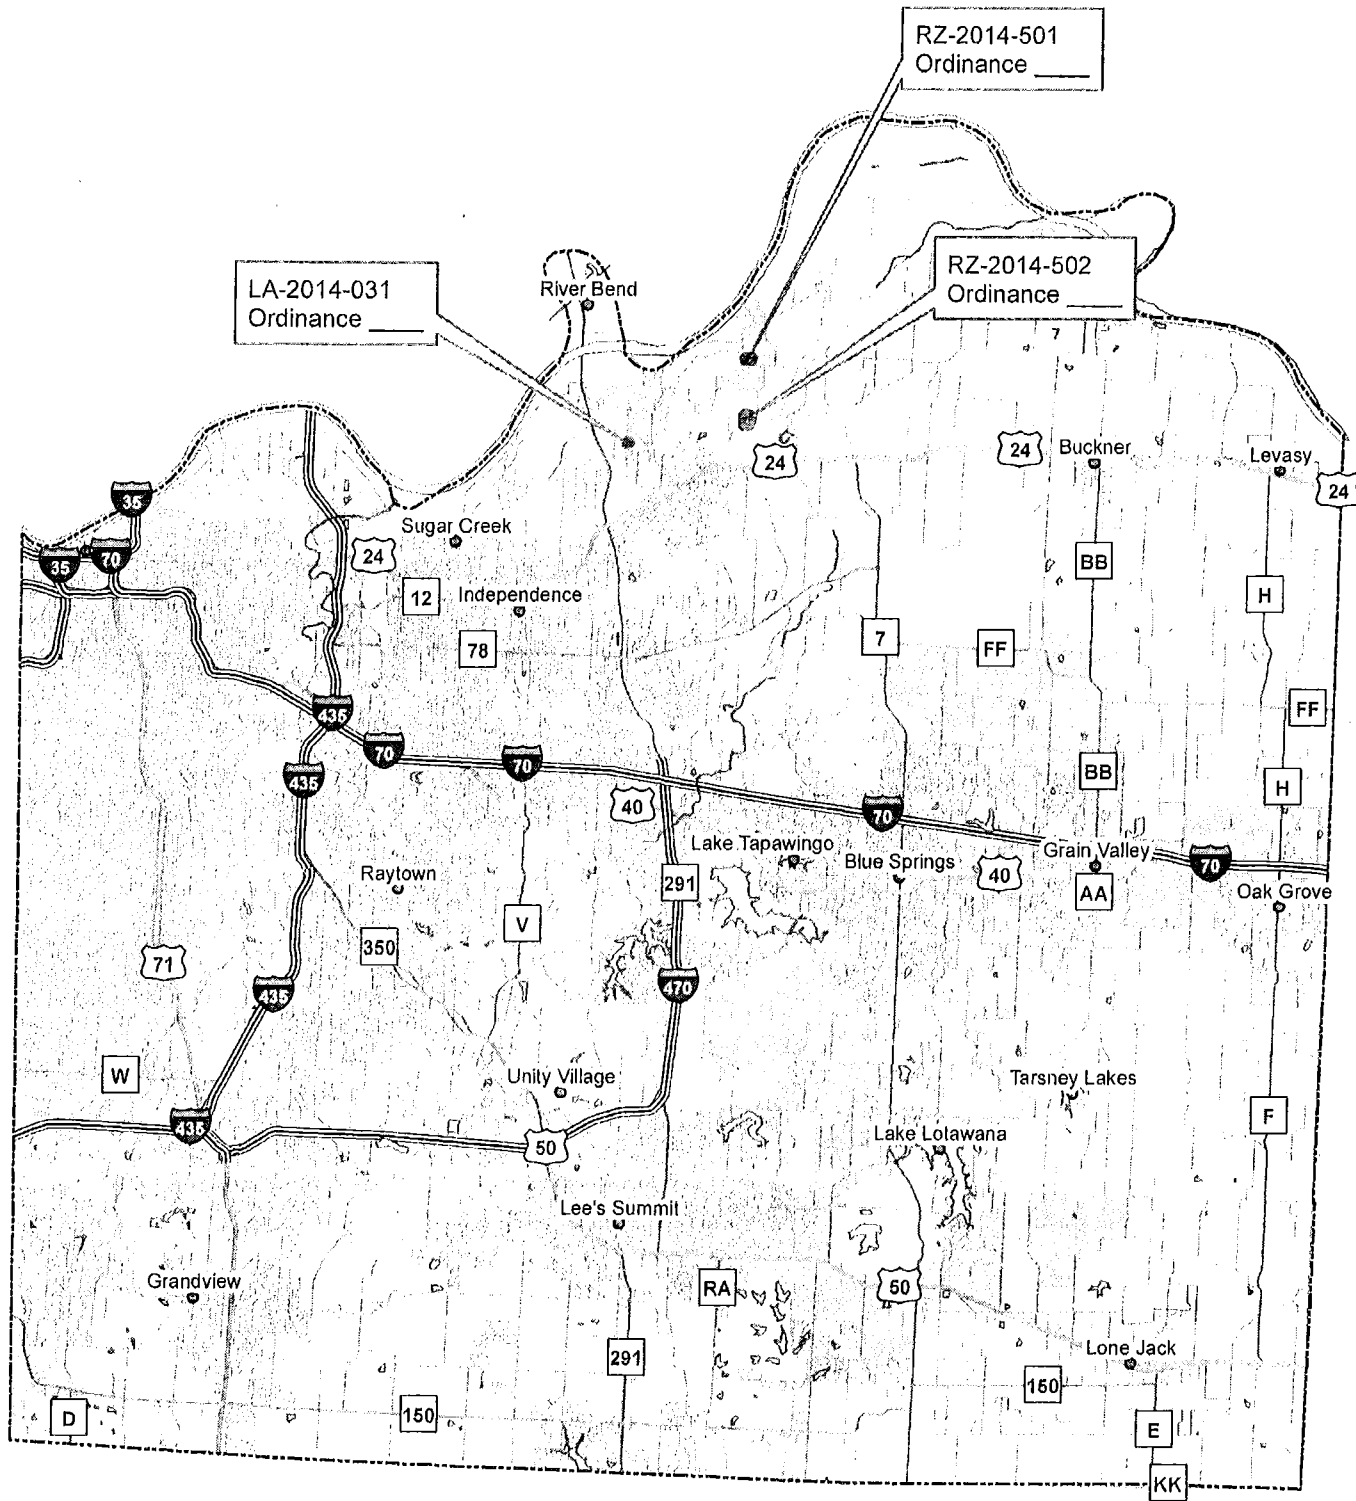 RZ-2014-501
Ordinance ____
RZ-2014-502
Ordinance ____
LA-2014-031
Ordinance ____
River Bend
7
24
24
Buckner
Levasy
24
35
35
70
Sugar Creek
24
12
Independence
78
BB
H
7
FF
FF
435
70
70
435
40
BB
H
70
Lake Tapawingo
Blue Springs
40
Grain Valley
70
AA
Oak Grove
Raytown
291
V
350
71
435
470
W
Unity Village
Tarsney Lakes
435
50
F
Lake Lotawana
Lee's Summit
Grandview
RA
50
291
Lone Jack
150
D
150
E
KK